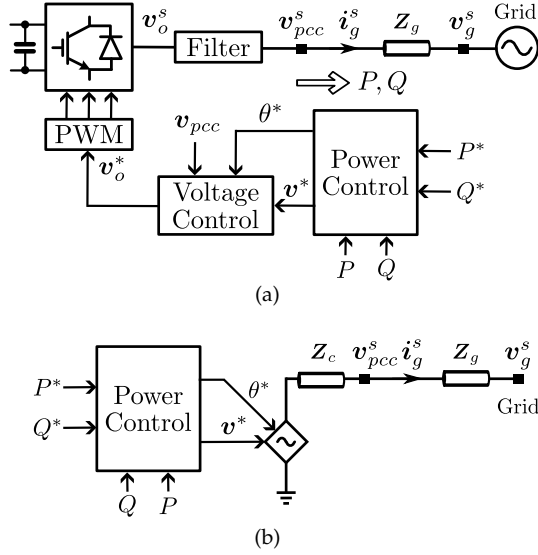 Grid
v_o^s Filter v_pcc^s i_g^s Z_g v_g^s
P, Q
PWM
v_pcc θ*
v_o^*
Voltage
Control
v*
Power
Control
P*
Q*
P Q
(a)
Z_c v_pcc^s i_g^s Z_g v_g^s
Grid
P*
Q*
Power
Control
θ*
v*
Q P
(b)